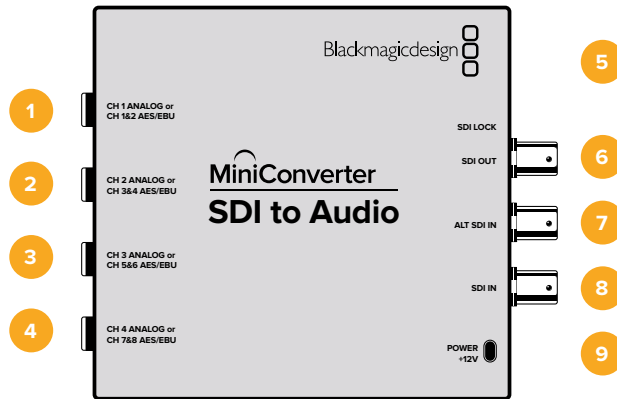 Blackmagicdesign
5
1
CH 1 ANALOG or
CH 1&2 AES/EBU
SDI LOCK
6
SDI OUT
2
CH 2 ANALOG or
CH 3&4 AES/EBU
MiniConverter
SDI to Audio
7
ALT SDI IN
3
CH 3 ANALOG or
CH 5&6 AES/EBU
8
SDI IN
4
CH 4 ANALOG or
CH 7&8 AES/EBU
9
POWER
+12V